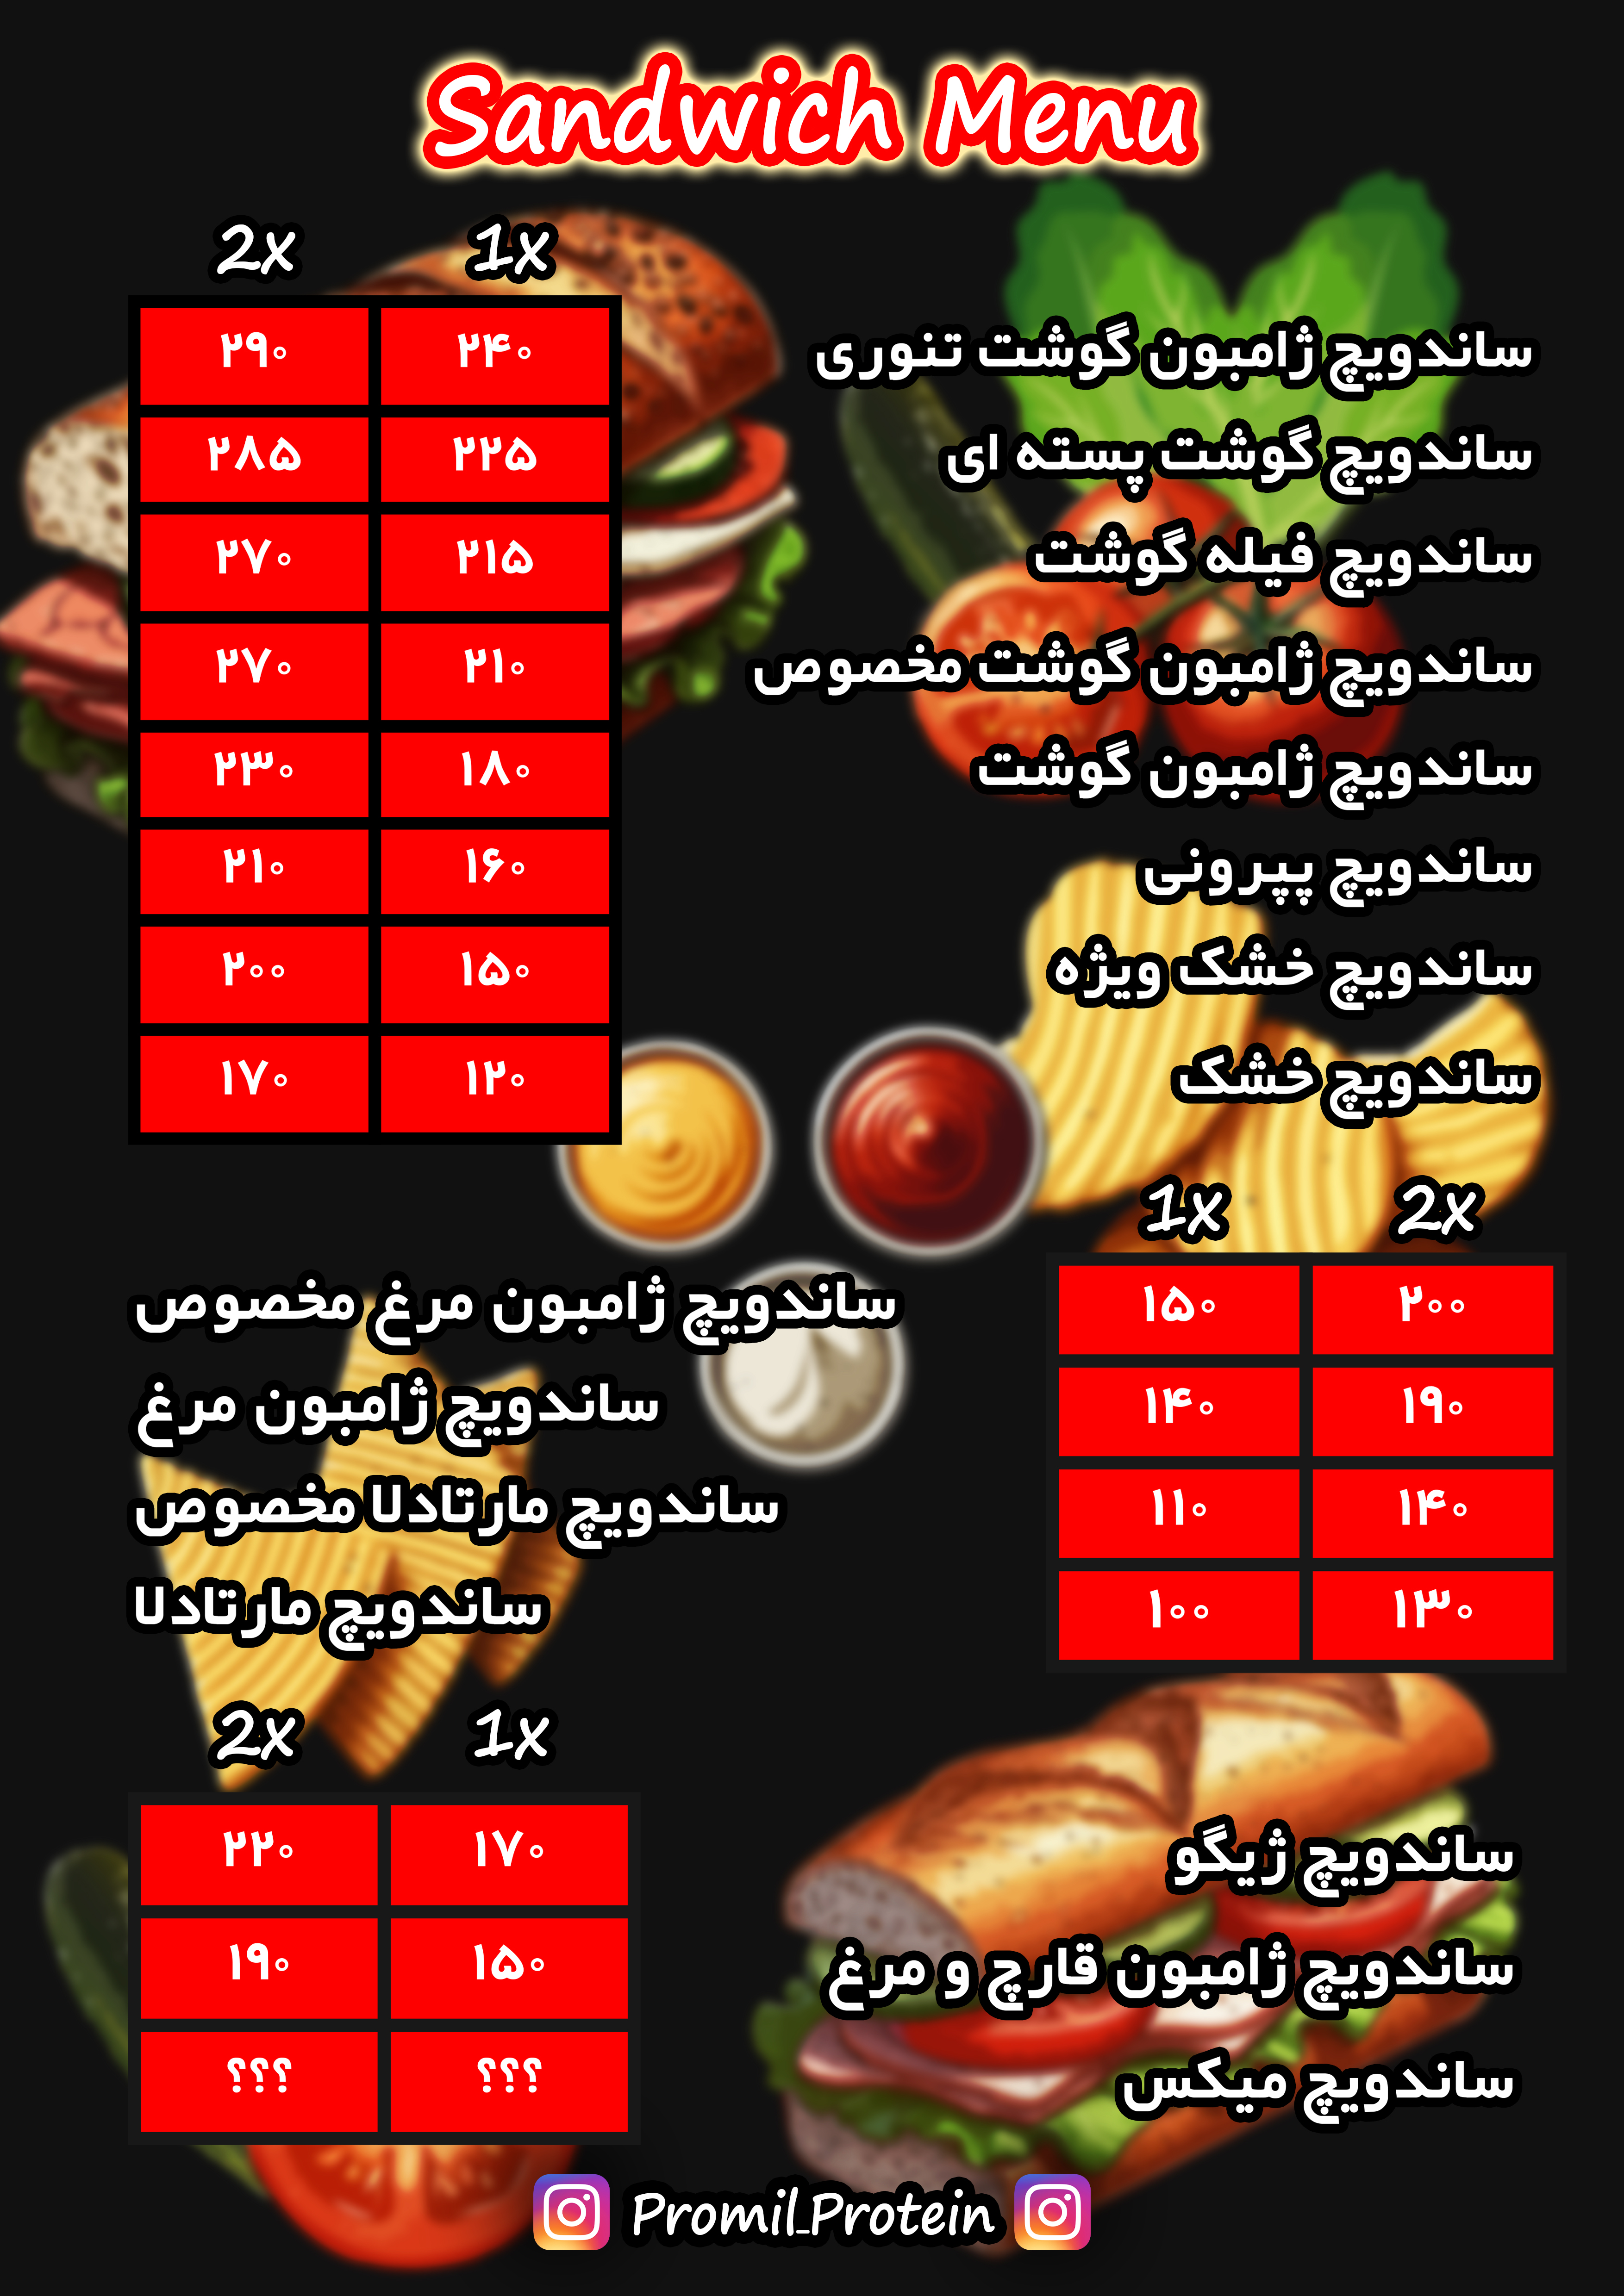 Sandwich Menu
2x 1x
ساندویچ ژامبون گوشت تنوری ۲۴۰ ۲۹۰
ساندویچ گوشت پسته ای ۲۲۵ ۲۸۵
ساندویچ فیله گوشت ۲۱۵ ۲۷۰
ساندویچ ژامبون گوشت مخصوص ۲۱۰ ۲۷۰
ساندویچ ژامبون گوشت ۱۸۰ ۲۳۰
ساندویچ پپرونی ۱۶۰ ۲۱۰
ساندویچ خشک ویژه ۱۵۰ ۲۰۰
ساندویچ خشک ۱۲۰ ۱۷۰
1x 2x
ساندویچ ژامبون مرغ مخصوص ۱۵۰ ۲۰۰
ساندویچ ژامبون مرغ ۱۴۰ ۱۹۰
ساندویچ مارتادلا مخصوص ۱۱۰ ۱۴۰
ساندویچ مارتادلا ۱۰۰ ۱۳۰
2x 1x
ساندویچ ژیگو ۱۷۰ ۲۲۰
ساندویچ ژامبون قارچ و مرغ ۱۵۰ ۱۹۰
ساندویچ میکس ؟؟؟ ؟؟؟
Promil_Protein